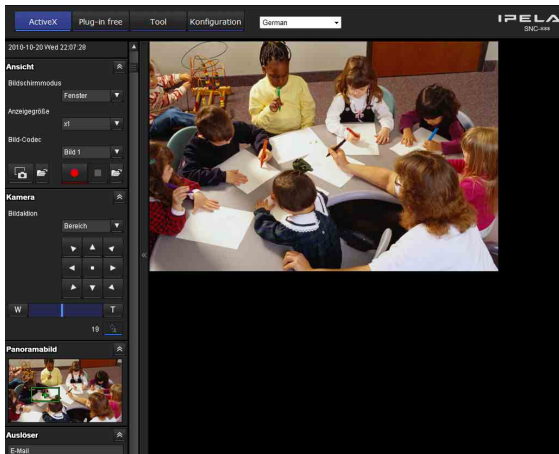 ActiveX Plug-in free Tool Konfiguration German IPELA
SNC-***
2010-10-20 Wed 22:07:28
Ansicht
Bildschirmmodus
Fenster
Anzeigegröße
x1
Bild-Codec
Bild 1
Kamera
Bildaktion
Bereich
W T
19
Panoramabild
Auslöser
E-Mail